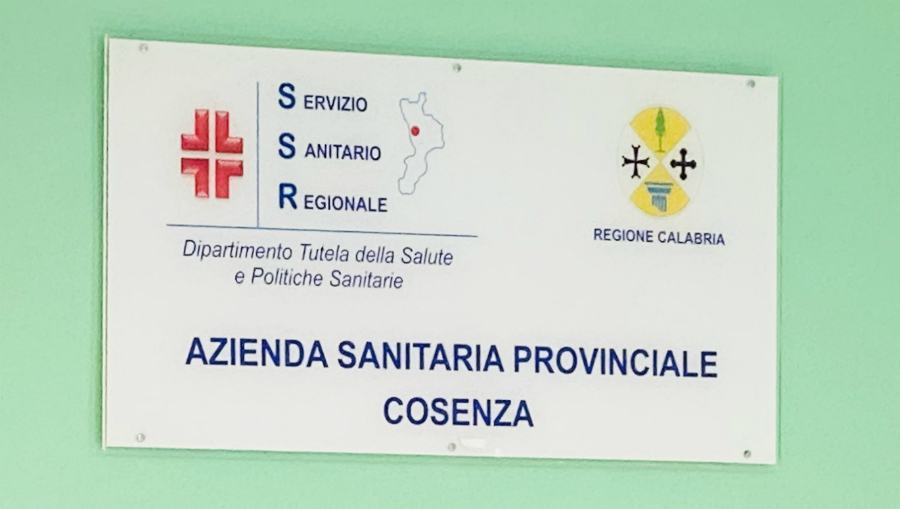 SERVIZIO
SANITARIO
REGIONALE
Dipartimento Tutela della Salute
e Politiche Sanitarie
REGIONE CALABRIA
AZIENDA SANITARIA PROVINCIALE
COSENZA